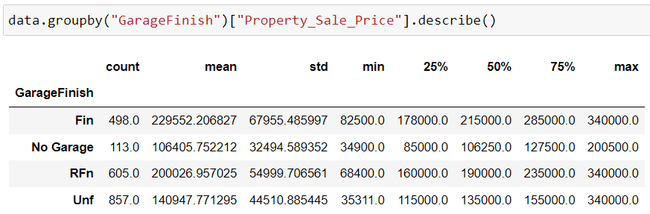 data.groupby("GarageFinish")["Property_Sale_Price"].describe()
count mean std min 25% 50% 75% max
GarageFinish
Fin 498.0 229552.206827 67955.485997 82500.0 178000.0 215000.0 285000.0 340000.0
No Garage 113.0 106405.752212 32494.589352 34900.0 85000.0 106250.0 127500.0 200500.0
RFn 605.0 200026.957025 54999.706561 68400.0 160000.0 190000.0 235000.0 340000.0
Unf 857.0 140947.771295 44510.885445 35311.0 115000.0 135000.0 155000.0 340000.0